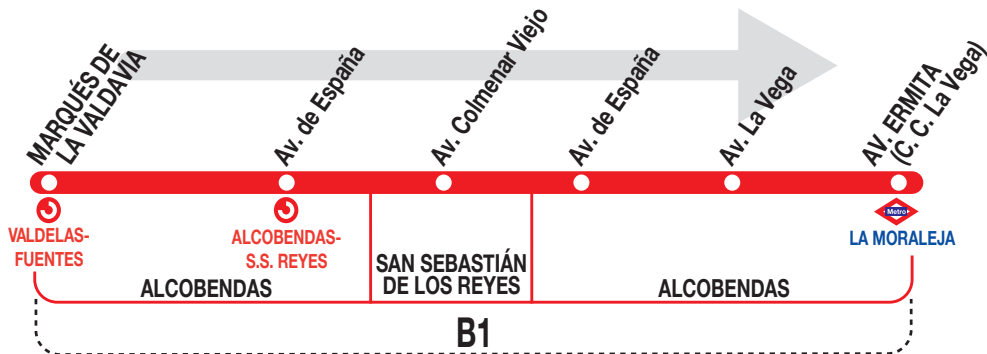 MARQUÉS DE
LA VALDAVIA
Av. de España
Av. Colmenar Viejo
Av. de España
Av. La Vega
AV. ERMITA
(C. C. La Vega)
VALDELAS-
FUENTES
ALCOBENDAS-
S.S. REYES
Metro
LA MORALEJA
ALCOBENDAS
SAN SEBASTIÁN
DE LOS REYES
ALCOBENDAS
B1